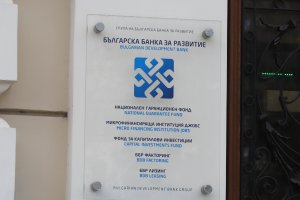 ГРУПА НА БЪЛГАРСКА БАНКА ЗА РАЗВИТИЕ
БЪЛГАРСКА БАНКА ЗА РАЗВИТИЕ
BULGARIAN DEVELOPMENT BANK
НАЦИОНАЛЕН ГАРАНЦИОНЕН ФОНД
NATIONAL GUARANTEE FUND
МИКРОФИНАНСИРАЩА ИНСТИТУЦИЯ ДЖОБС
MICRO FINANCING INSTITUTION JOBS
ФОНД ЗА КАПИТАЛОВИ ИНВЕСТИЦИИ
CAPITAL INVESTMENTS FUND
ББР ФАКТОРИНГ
BDB FACTORING
ББР ЛИЗИНГ
BDB LEASING
BULGARIAN DEVELOPMENT BANK GROUP